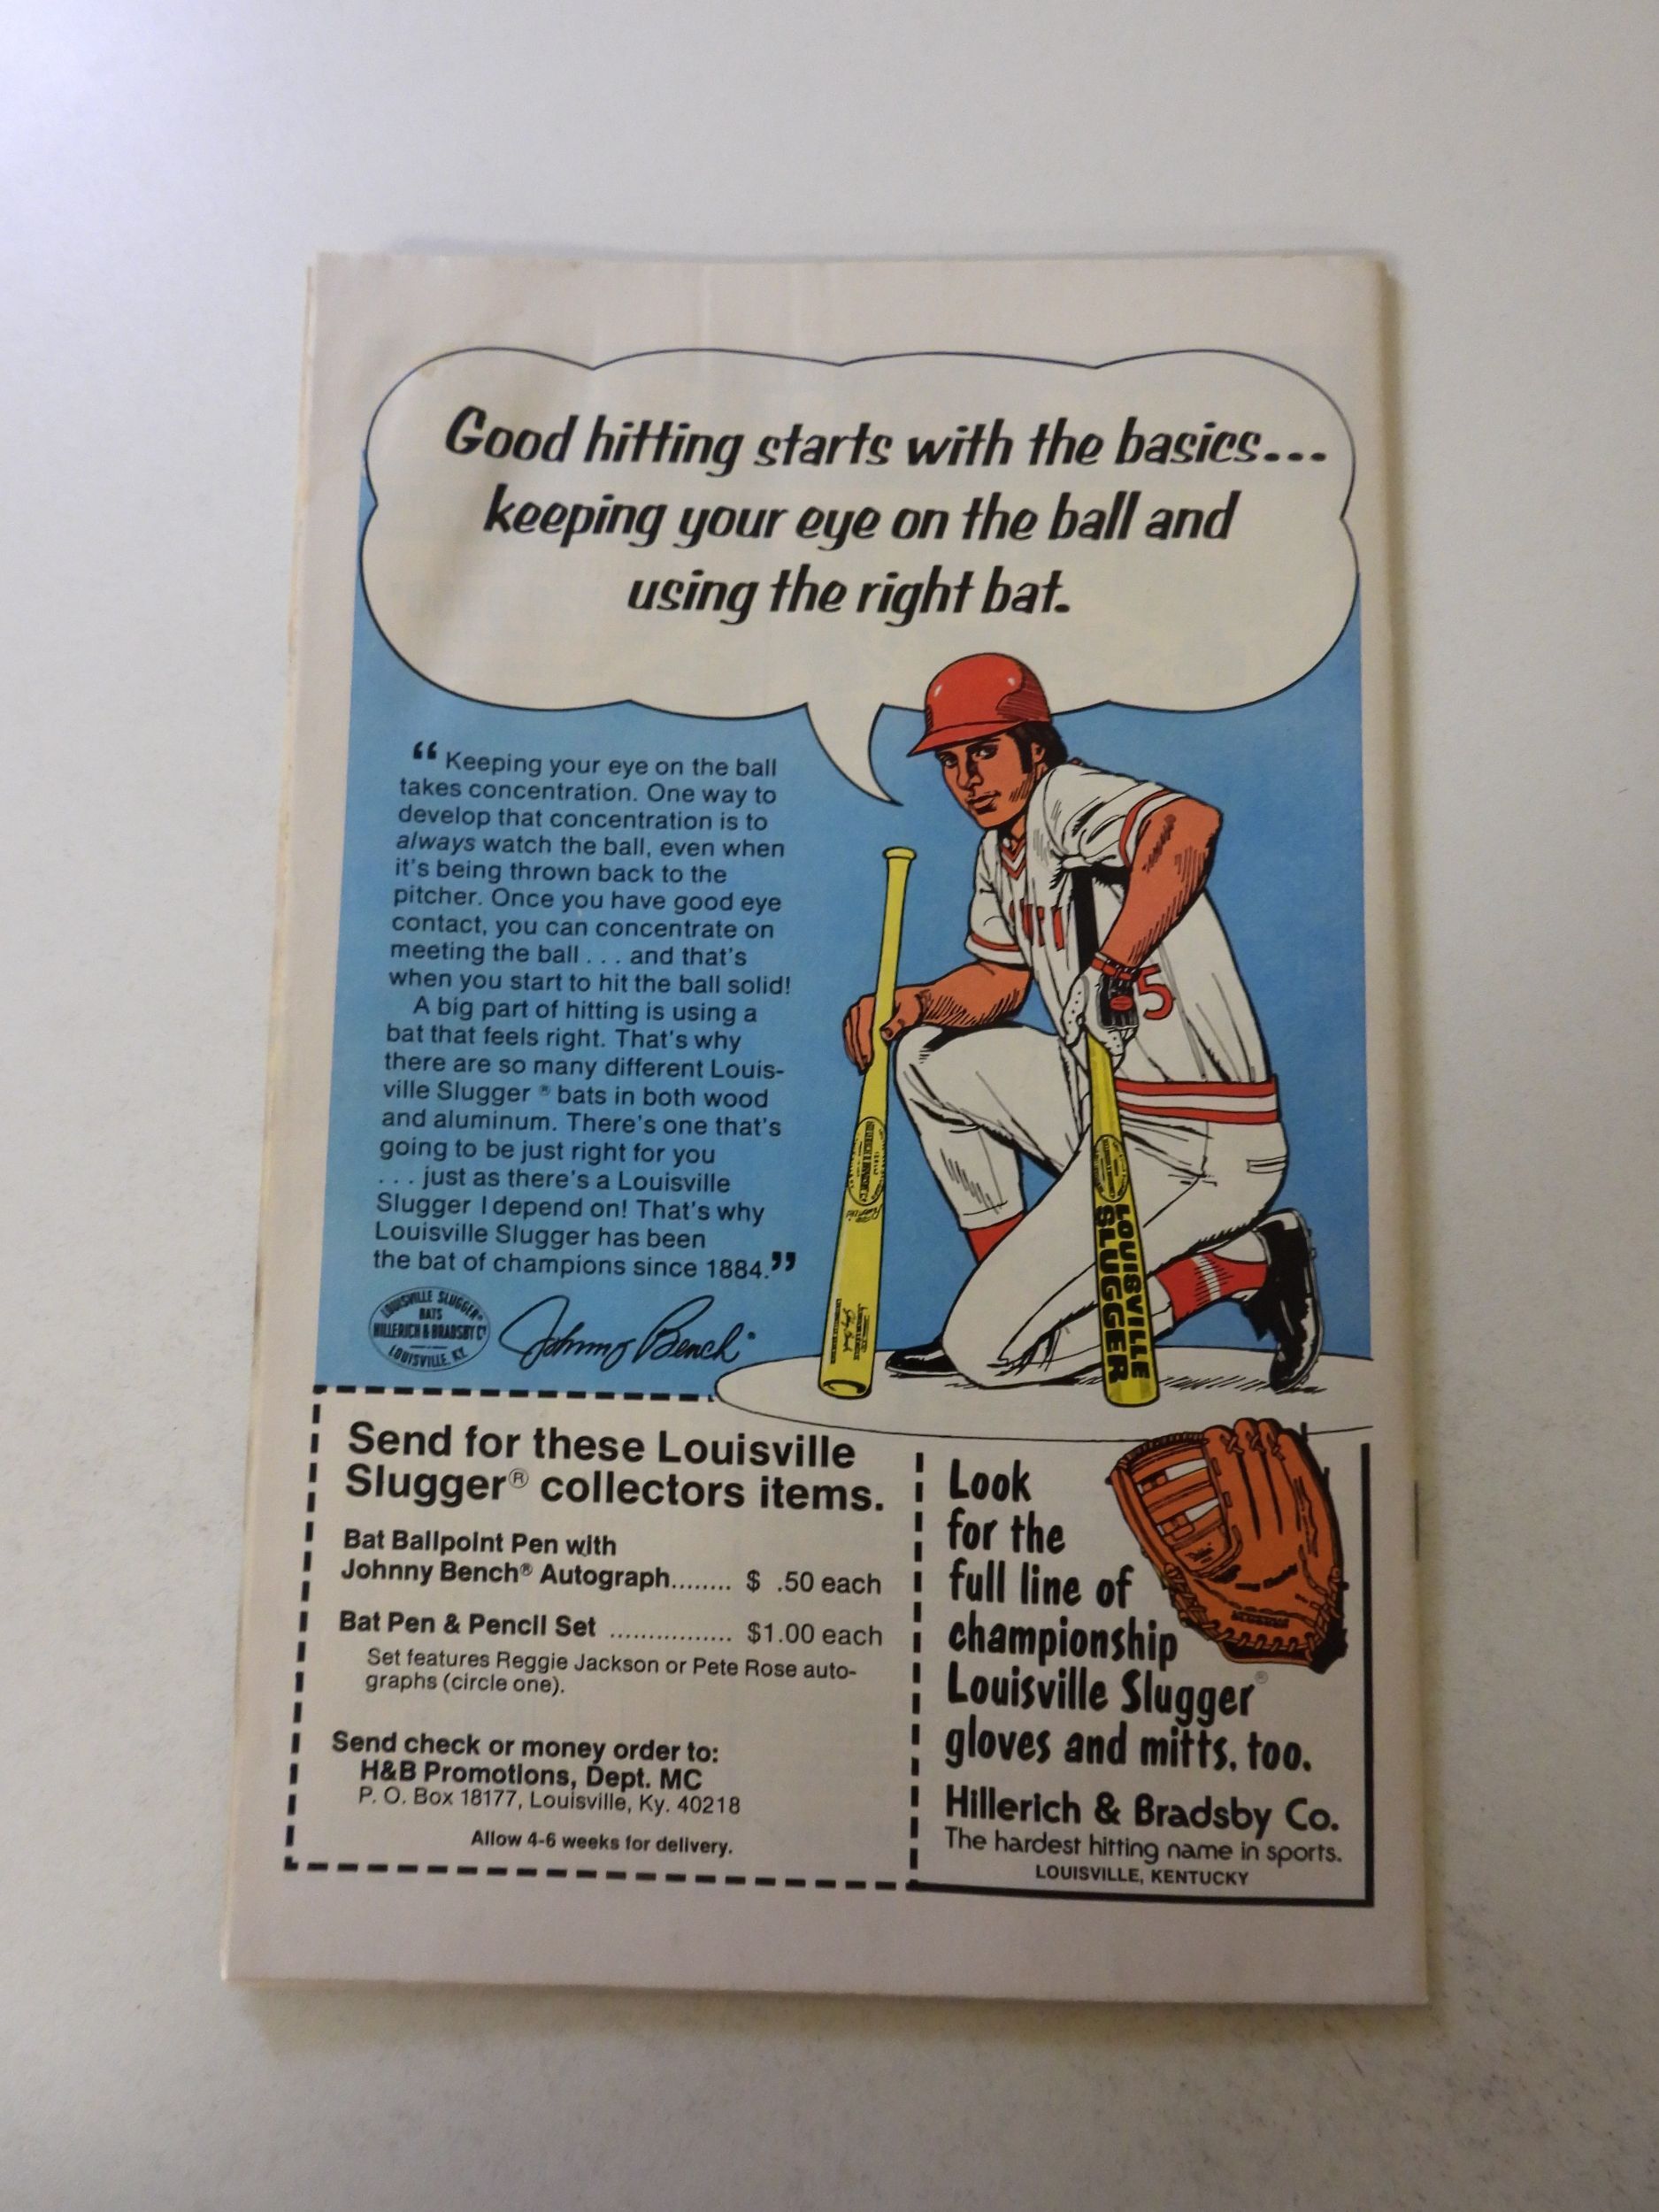 Good hitting starts with the basics...
keeping your eye on the ball and
using the right bat.
“ Keeping your eye on the ball
takes concentration. One way to
develop that concentration is to
always watch the ball, even when
it's being thrown back to the
pitcher. Once you have good eye
contact, you can concentrate on
meeting the ball . . . and that's
when you start to hit the ball solid!
A big part of hitting is using a
bat that feels right. That's why
there are so many different Louis-
ville Slugger ® bats in both wood
and aluminum. There's one that's
going to be just right for you
. . . just as there's a Louisville
Slugger I depend on! That's why
Louisville Slugger has been
the bat of champions since 1884.”
LOUISVILLE SLUGGER®
BATS
HILLERICH & BRADSBY Co
LOUISVILLE, KY.
Johnny Bench
5
LOUISVILLE
SLUGGER
Send for these Louisville
Slugger® collectors items.
Bat Ballpoint Pen with
Johnny Bench® Autograph........ $ .50 each
Bat Pen & Pencil Set ................ $1.00 each
Set features Reggie Jackson or Pete Rose auto-
graphs (circle one).
Send check or money order to:
H&B Promotions, Dept. MC
P. O. Box 18177, Louisville, Ky. 40218
Allow 4-6 weeks for delivery.
Look
for the
full line of
championship
Louisville Slugger®
gloves and mitts, too.
Hillerich & Bradsby Co.
The hardest hitting name in sports.
LOUISVILLE, KENTUCKY